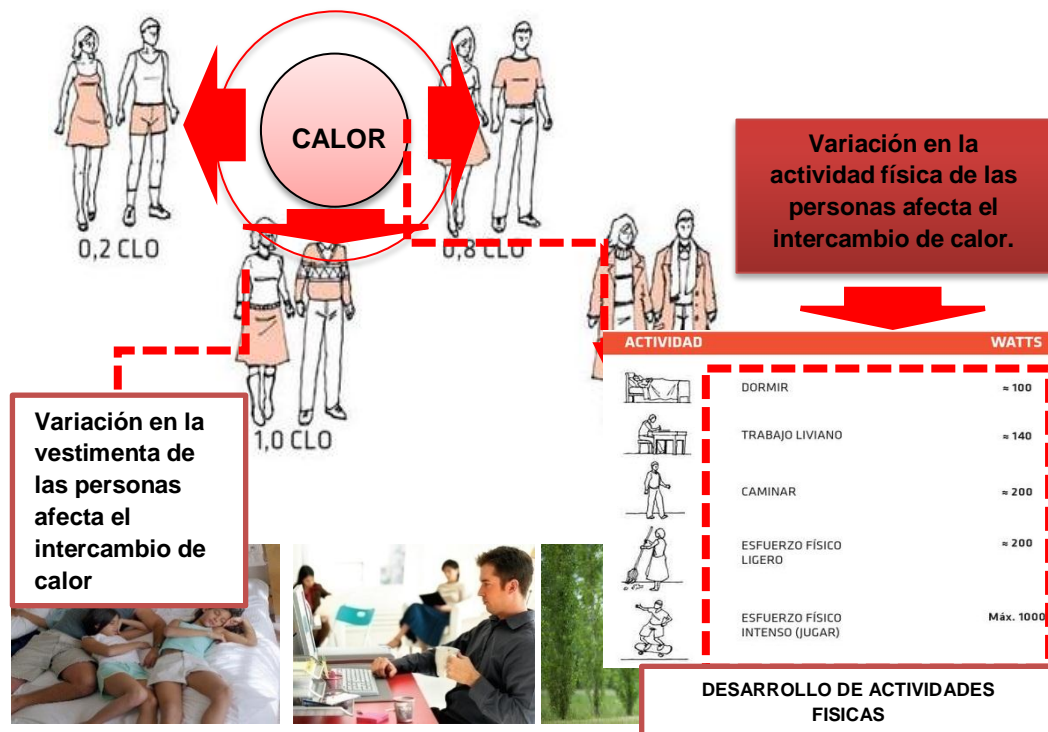 CALOR
0,2 CLO
0,8 CLO
1,0 CLO
Variación en la
vestimenta de
las personas
afecta el
intercambio de
calor
Variación en la
actividad física de las
personas afecta el
intercambio de calor.
ACTIVIDAD WATTS
DORMIR ≈ 100
TRABAJO LIVIANO ≈ 140
CAMINAR ≈ 200
ESFUERZO FÍSICO ≈ 200
LIGERO
ESFUERZO FÍSICO Máx. 1000
INTENSO (JUGAR)
DESARROLLO DE ACTIVIDADES
FISICAS